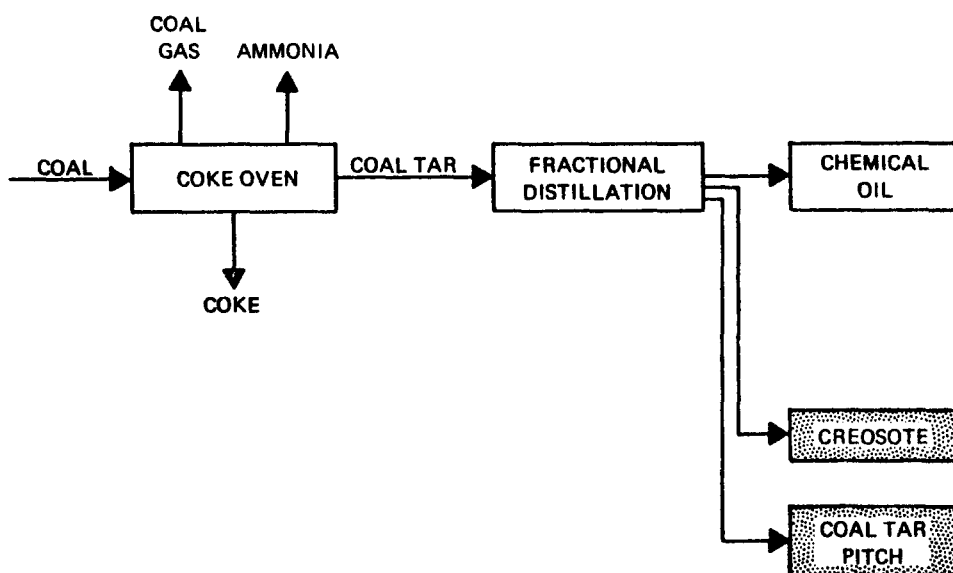 COAL
GAS
AMMONIA
COAL
COKE OVEN
COAL TAR
FRACTIONAL
DISTILLATION
CHEMICAL
OIL
COKE
CREOSOTE
COAL TAR
PITCH